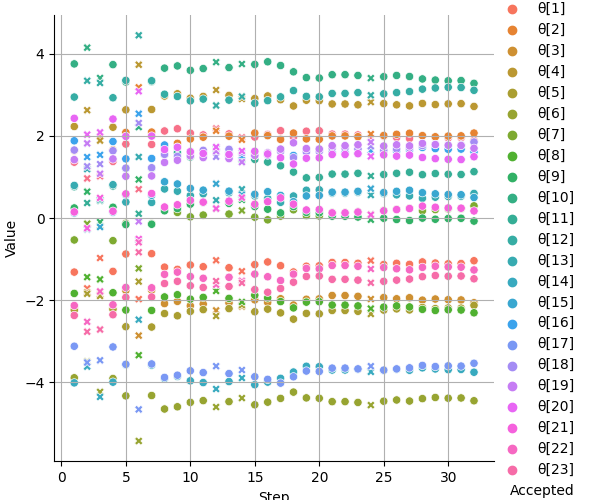 θ[1]
θ[2]
θ[3]
θ[4]
θ[5]
θ[6]
θ[7]
θ[8]
θ[9]
θ[10]
θ[11]
θ[12]
θ[13]
θ[14]
θ[15]
θ[16]
θ[17]
θ[18]
θ[19]
θ[20]
θ[21]
θ[22]
θ[23]
Accepted
Value
4
2
0
−2
−4
0 5 10 15 20 25 30
Step